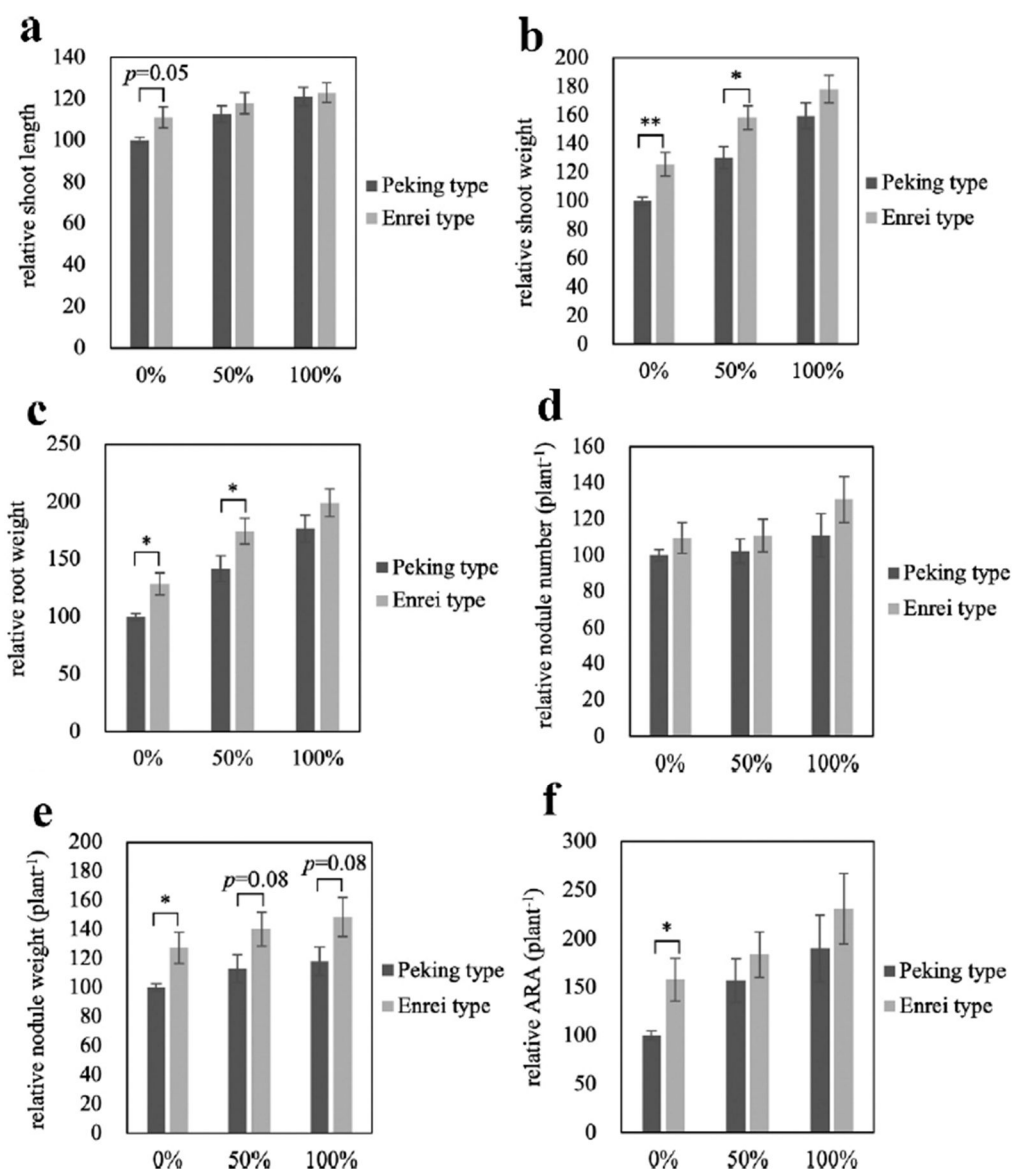 a
relative shoot length
140
120
100
80
60
40
20
0
p=0.05
0% 50% 100%
Peking type
Enrei type
b
relative shoot weight
200
180
160
140
120
100
80
60
40
20
0
**
*
0% 50% 100%
Peking type
Enrei type
c
relative root weight
250
200
150
100
50
0
*
*
0% 50% 100%
Peking type
Enrei type
d
relative nodule number (plant⁻¹)
160
140
120
100
80
60
40
20
0
0% 50% 100%
Peking type
Enrei type
e
relative nodule weight (plant⁻¹)
200
180
160
140
120
100
80
60
40
20
0
*
p=0.08
p=0.08
0% 50% 100%
Peking type
Enrei type
f
relative ARA (plant⁻¹)
300
250
200
150
100
50
0
*
0% 50% 100%
Peking type
Enrei type